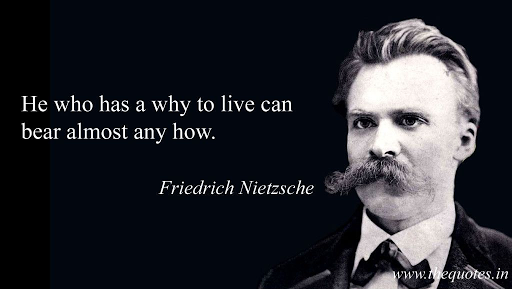 He who has a why to live can
bear almost any how.
Friedrich Nietzsche
www.thequotes.in